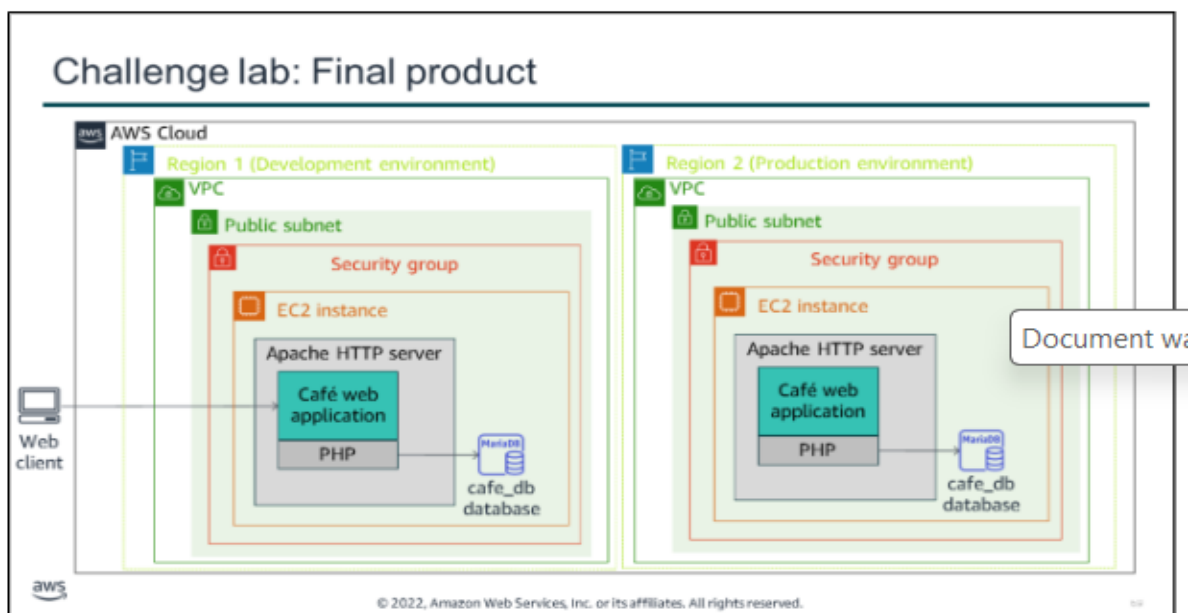 Challenge lab: Final product
aws
AWS Cloud
Region 1 (Development environment)
VPC
Public subnet
Security group
EC2 instance
Apache HTTP server
Café web
application
PHP
MariaDB
cafe_db
database
Web
client
Region 2 (Production environment)
VPC
Public subnet
Security group
EC2 instance
Apache HTTP server
Café web
application
PHP
MariaDB
cafe_db
database
Document wa
aws
© 2022, Amazon Web Services, Inc. or its affiliates. All rights reserved.